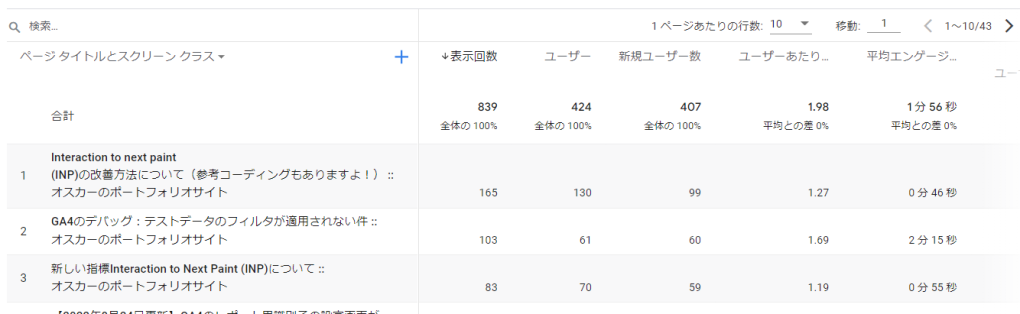 検索...
1 ページあたりの行数: 10 移動: 1 1～10/43
ページ タイトルとスクリーン クラス + ↓表示回数 ユーザー 新規ユーザー数 ユーザーあたり... 平均エンゲージ...
ユー
合計 839 424 407 1.98 1 分 56 秒
全体の 100% 全体の 100% 全体の 100% 平均との差 0% 平均との差 0%
Interaction to next paint
1 (INP)の改善方法について（参考コーディングもありますよ！） ::
オスカーのポートフォリオサイト 165 130 99 1.27 0 分 46 秒
GA4のデバッグ：テストデータのフィルタが適用されない件 ::
2 オスカーのポートフォリオサイト 103 61 60 1.69 2 分 15 秒
新しい指標Interaction to Next Paint (INP)について ::
3 オスカーのポートフォリオサイト 83 70 59 1.19 0 分 55 秒